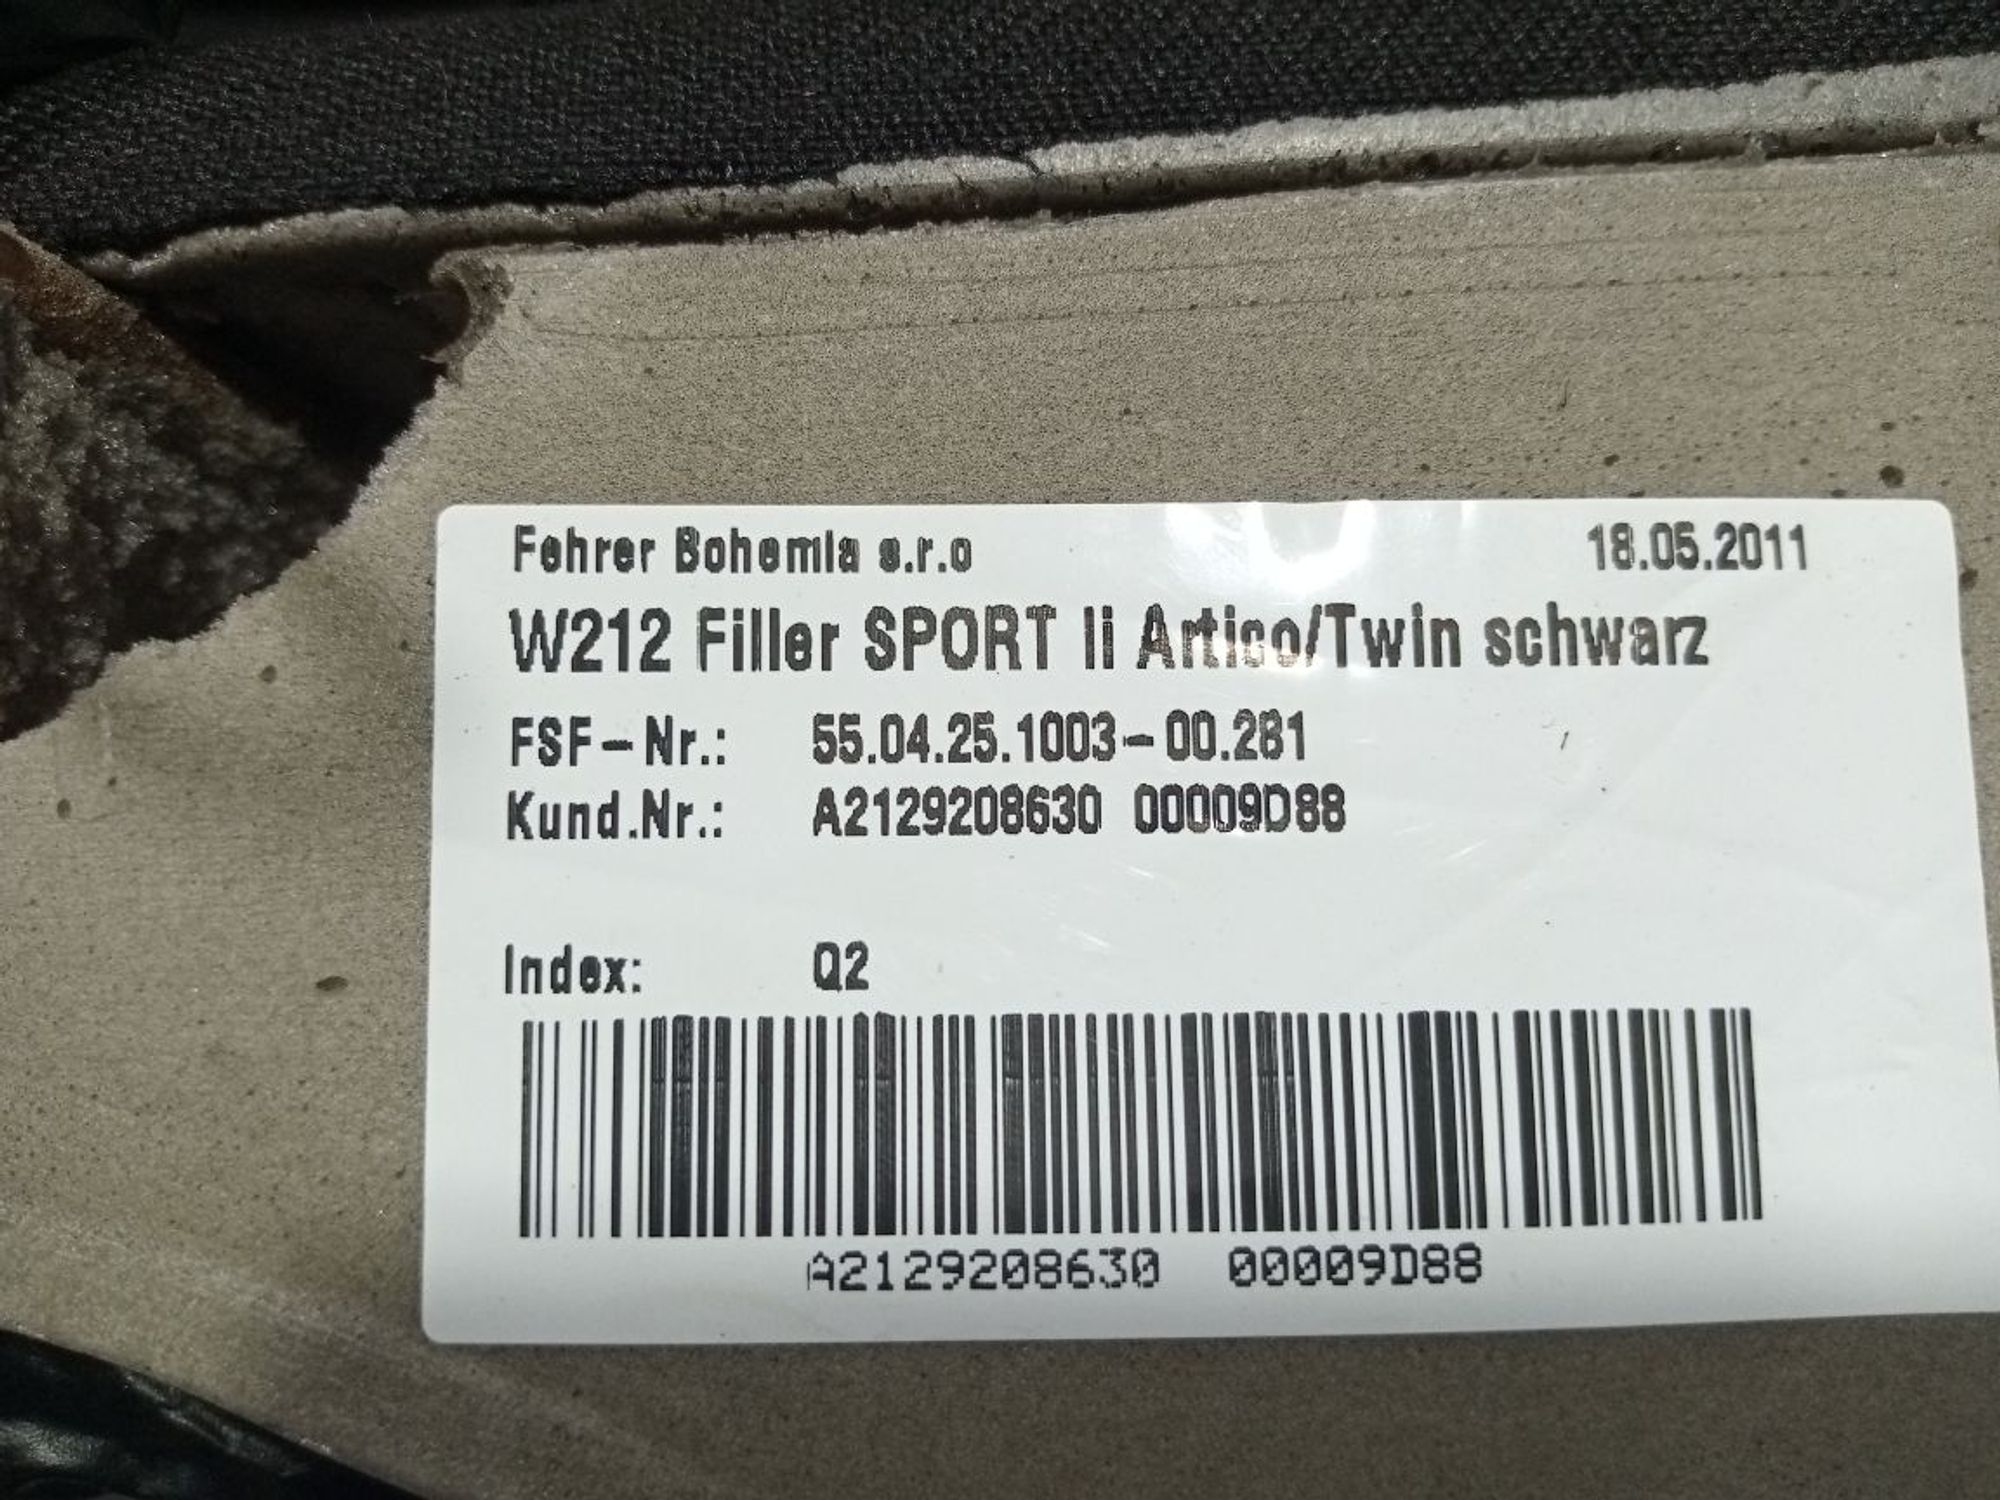 Fehrer Bohemia s.r.o
18.05.2011
W212 Filler SPORT li Artico/Twin schwarz
FSF-Nr.: 55.04.25.1003-00.281
Kund.Nr.: A2129208630 00009D88
Index: Q2
A2129208630 00009D88